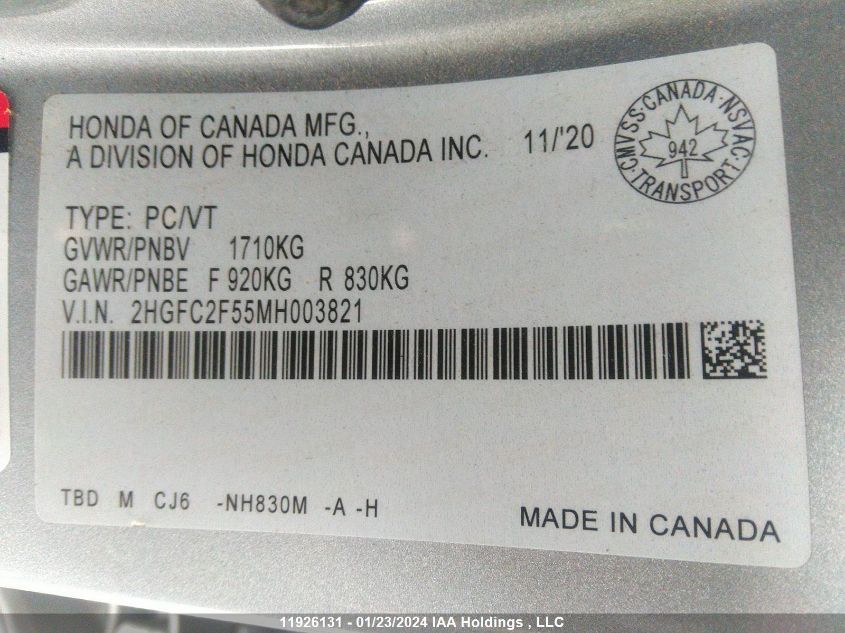 HONDA OF CANADA MFG.,
A DIVISION OF HONDA CANADA INC. 11/'20
CMVSS·CANADA·NSVAC·
942
TRANSPORT
TYPE: PC/VT
GVWR/PNBV 1710KG
GAWR/PNBE F 920KG R 830KG
V.I.N. 2HGFC2F55MH003821
TBD M CJ6 -NH830M -A -H
MADE IN CANADA
11926131 - 01/23/2024 IAA Holdings , LLC